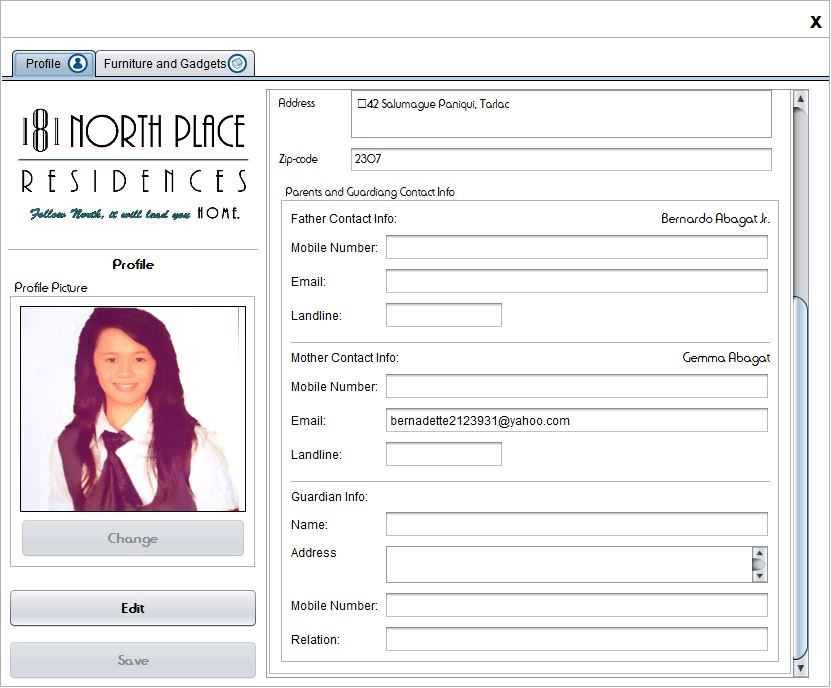 X
Profile
Furniture and Gadgets
181 NORTH PLACE
RESIDENCES
Follow North, it will lead you HOME.
Profile
Profile Picture
Change
Edit
Save
Address
□42 Salumague Paniqui, Tarlac
Zip-code
2307
Parents and Guardiang Contact Info
Father Contact Info: Bernardo Abagat Jr.
Mobile Number:
Email:
Landline:
Mother Contact Info: Gemma Abagat
Mobile Number:
Email: bernadette2123931@yahoo.com
Landline:
Guardian Info:
Name:
Address
Mobile Number:
Relation: